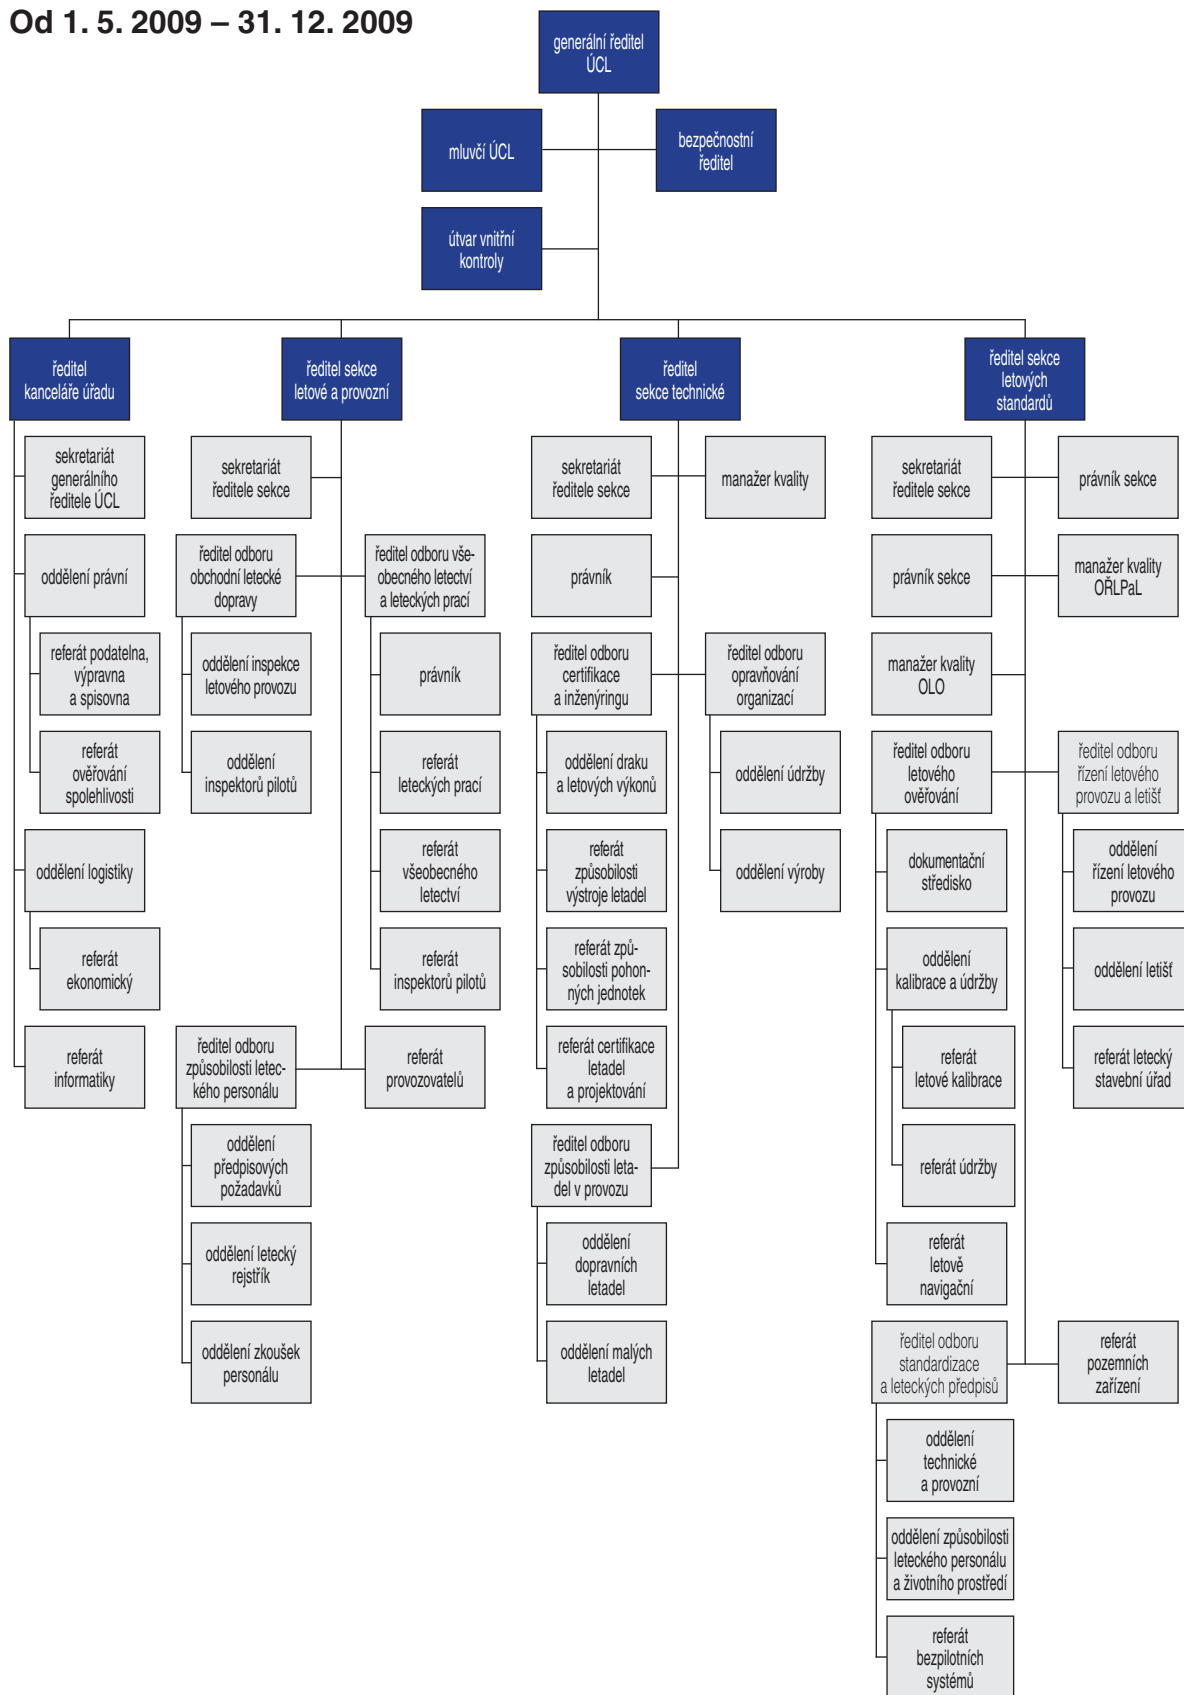 Od 1. 5. 2009 – 31. 12. 2009
generální ředitel
ÚCL
mluvčí ÚCL
bezpečnostní
ředitel
útvar vnitřní
kontroly
ředitel
kanceláře úřadu
ředitel sekce
letové a provozní
ředitel
sekce technické
ředitel sekce
letových
standardů
sekretariát
generálního
ředitele ÚCL
oddělení právní
referát podatelna,
výpravna
a spisovna
referát
ověřování
spolehlivosti
oddělení logistiky
referát
ekonomický
referát
informatiky
sekretariát
ředitele sekce
ředitel odboru
obchodní letecké
dopravy
ředitel odboru vše-
obecného letectví
a leteckých prací
oddělení inspekce
letového provozu
oddělení
inspektorů pilotů
právník
referát
leteckých prací
referát
všeobecného
letectví
referát
inspektorů pilotů
ředitel odboru
způsobilosti letec-
kého personálu
referát
provozovatelů
oddělení
předpisových
požadavků
oddělení letecký
rejstřík
oddělení zkoušek
personálu
sekretariát
ředitele sekce
manažer kvality
právník
ředitel odboru
certifikace
a inženýringu
ředitel odboru
opravňování
organizací
oddělení draku
a letových výkonů
referát
způsobilosti
výstroje letadel
referát způ-
sobilosti pohon-
ných jednotek
referát certifikace
letadel
a projektování
oddělení údržby
oddělení výroby
ředitel odboru
způsobilosti leta-
del v provozu
oddělení
dopravních
letadel
oddělení malých
letadel
sekretariát
ředitele sekce
právník sekce
právník sekce
manažer kvality
OŘLPaL
manažer kvality
OLO
ředitel odboru
letového
ověřování
ředitel odboru
řízení letového
provozu a letišť
dokumentační
středisko
oddělení
kalibrace a údržby
referát
letové kalibrace
referát údržby
referát
letově
navigační
oddělení
řízení letového
provozu
oddělení letišť
referát letecký
stavební úřad
ředitel odboru
standardizace
a leteckých předpisů
referát
pozemních
zařízení
oddělení
technické
a provozní
oddělení způsobilosti
leteckého personálu
a životního prostředí
referát
bezpilotních
systémů